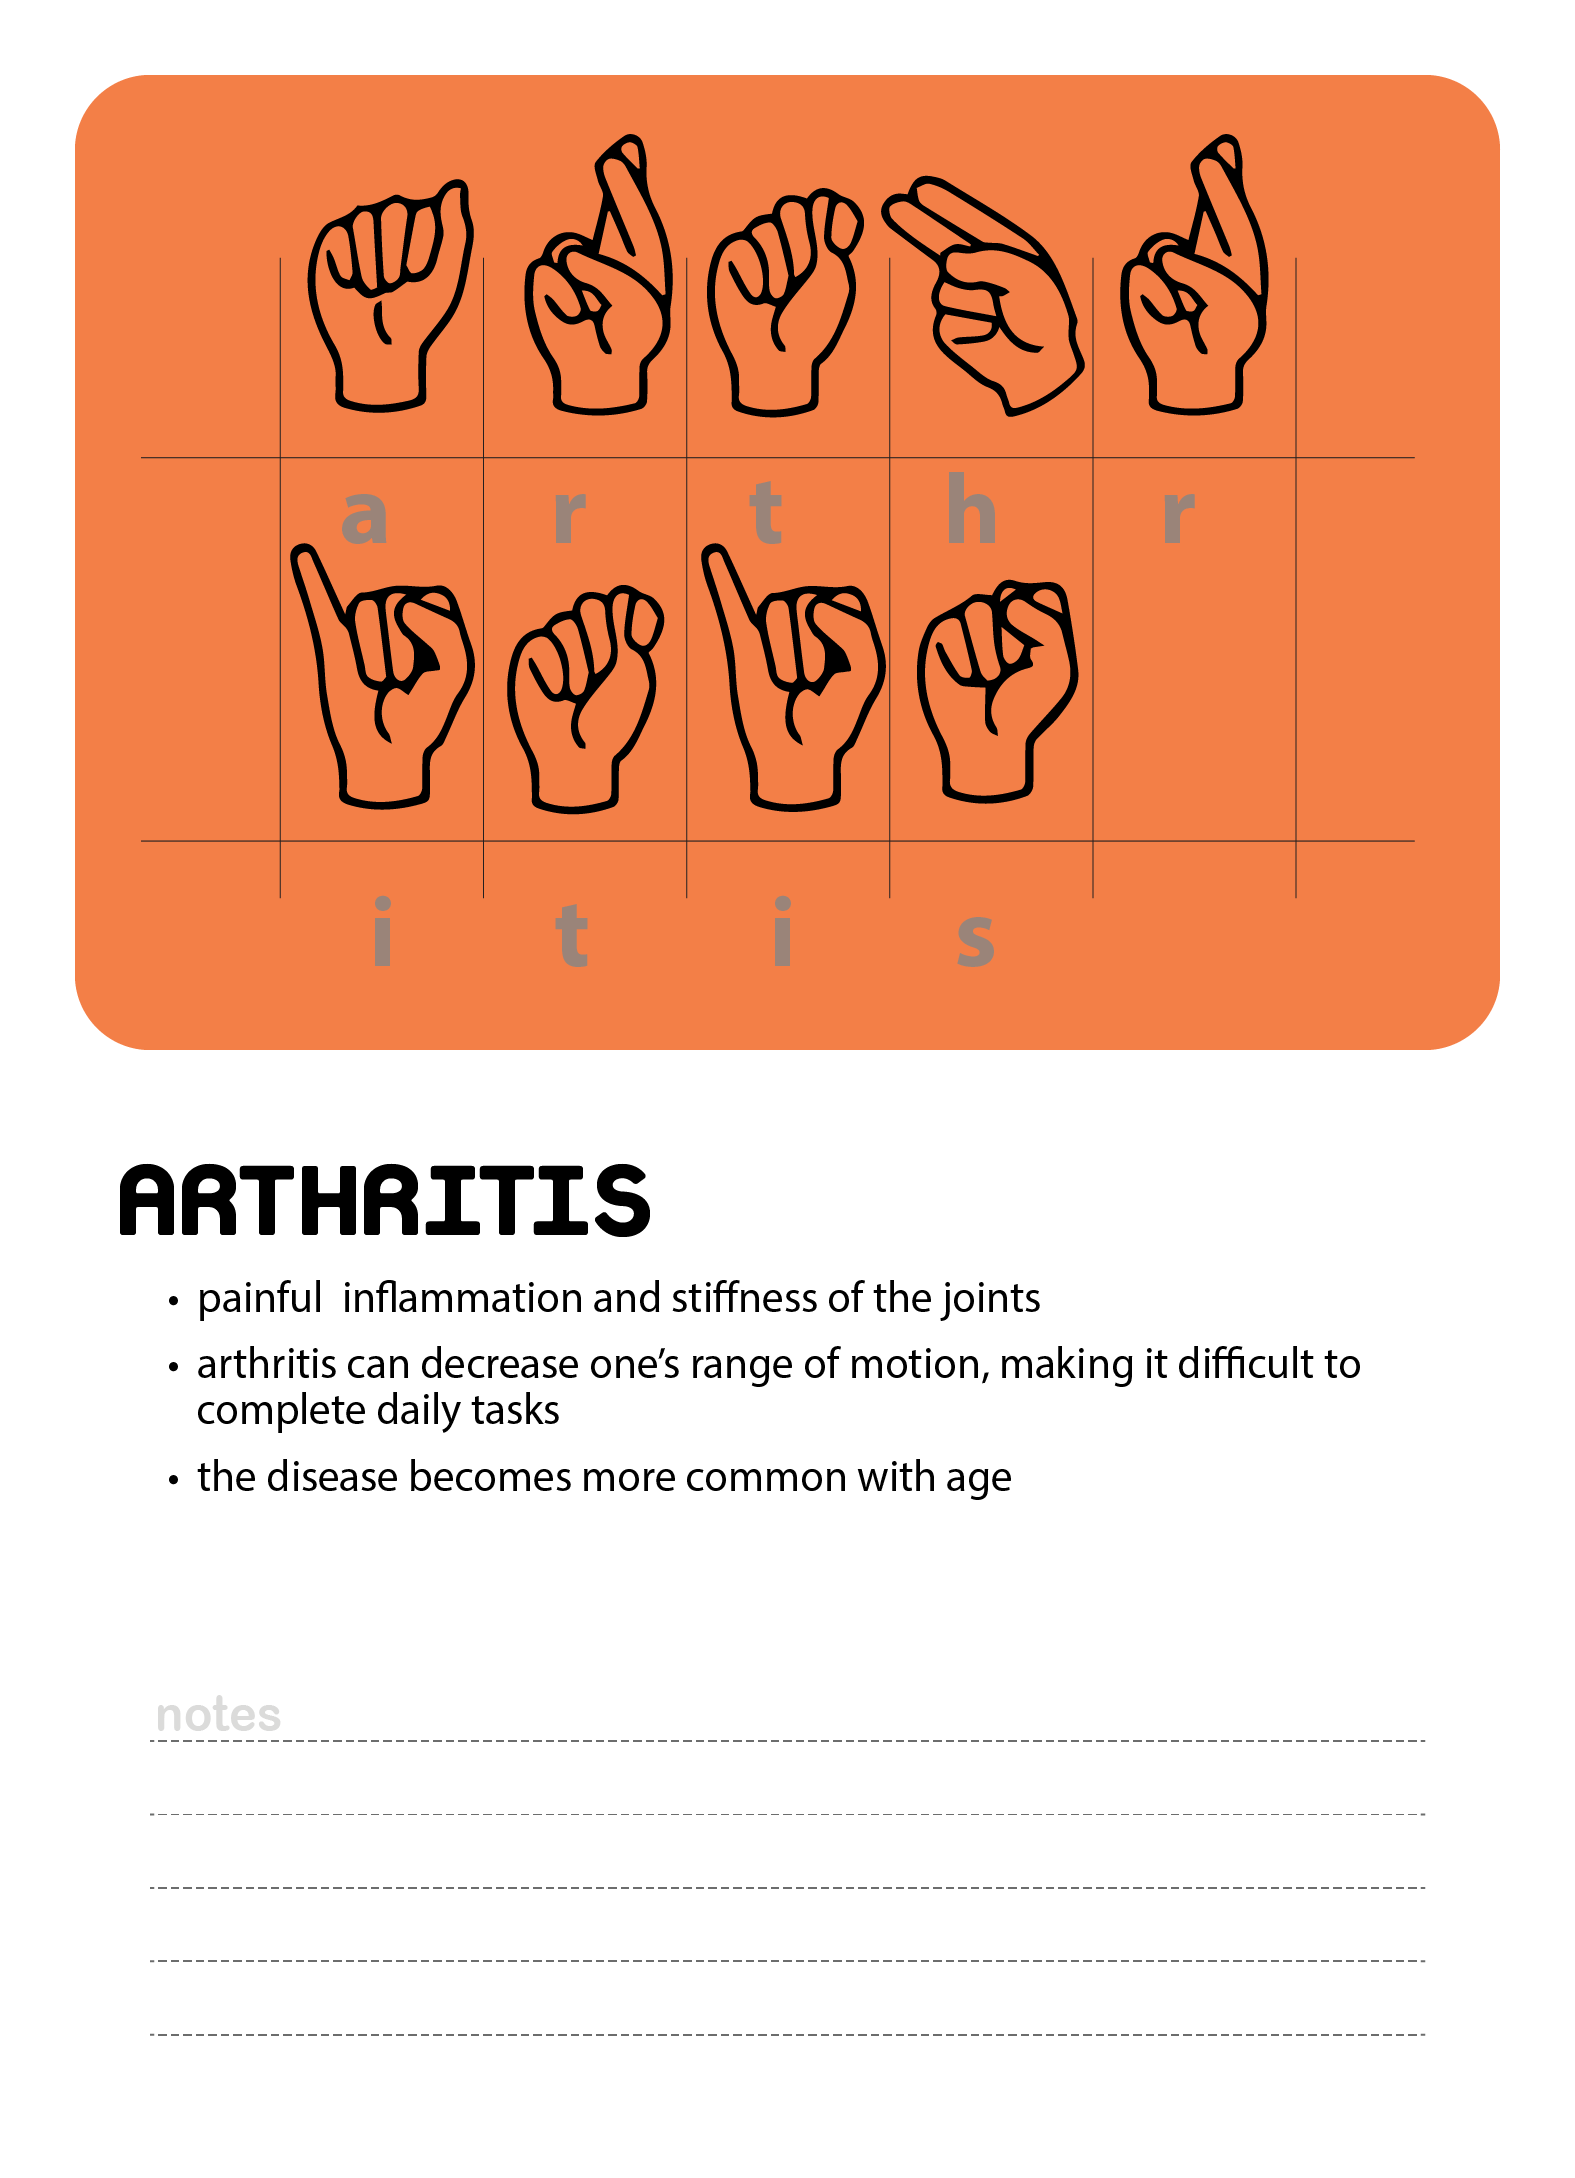 a r t h r
i t i s
ARTHRITIS
• painful  inflammation and stiffness of the joints
• arthritis can decrease one’s range of motion, making it difficult to
complete daily tasks
• the disease becomes more common with age
notes